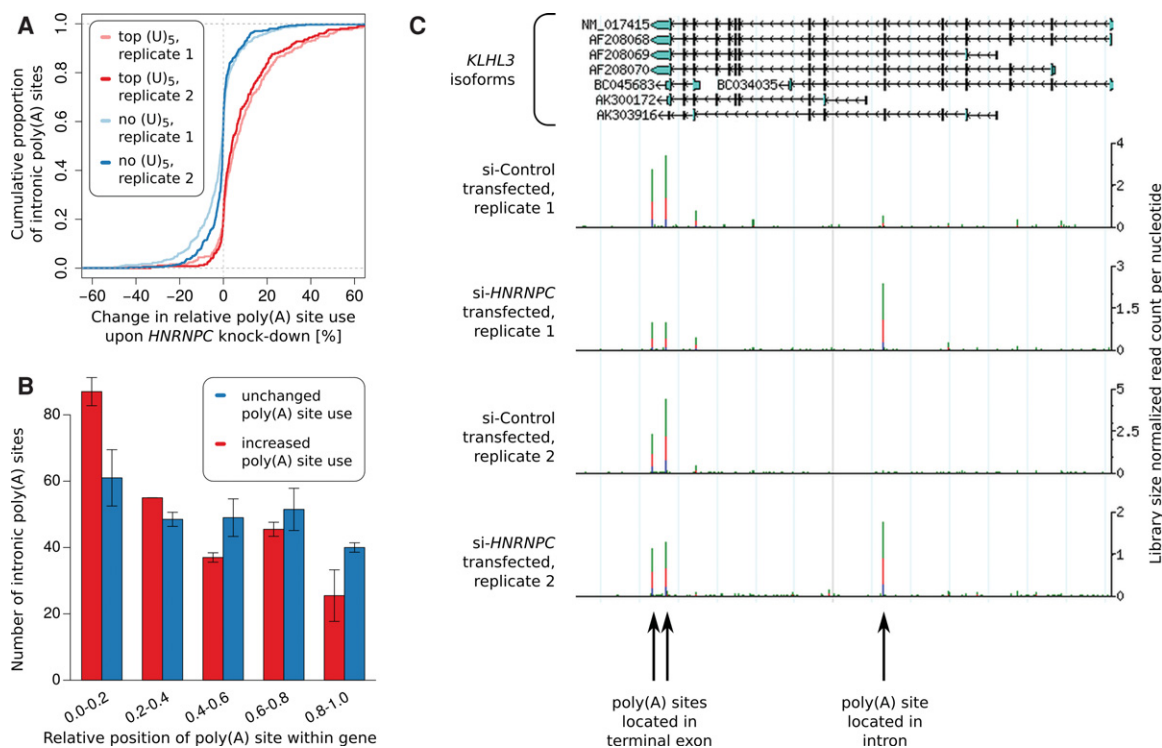 A
top (U)5,
replicate 1
top (U)5,
replicate 2
no (U)5,
replicate 1
no (U)5,
replicate 2
Cumulative proportion
of intronic poly(A) sites
0.0 0.2 0.4 0.6 0.8 1.0
−60 −40 −20 0 20 40 60
Change in relative poly(A) site use
upon HNRNPC knock-down [%]
B
unchanged
poly(A) site use
increased
poly(A) site use
Number of intronic poly(A) sites
80
60
40
20
0
0.0-0.2 0.2-0.4 0.4-0.6 0.6-0.8 0.8-1.0
Relative position of poly(A) site within gene
C
KLHL3
isoforms
NM_017415
AF208068
AF208069
AF208070
BC045683 BC034035
AK300172
AK303916
si-Control
transfected,
replicate 1
4
2
0
si-HNRNPC
transfected,
replicate 1
3
1.5
0
si-Control
transfected,
replicate 2
5
2.5
0
si-HNRNPC
transfected,
replicate 2
2
1
0
Library size normalized read count per nucleotide
poly(A) sites
located in
terminal exon
poly(A) site
located in
intron